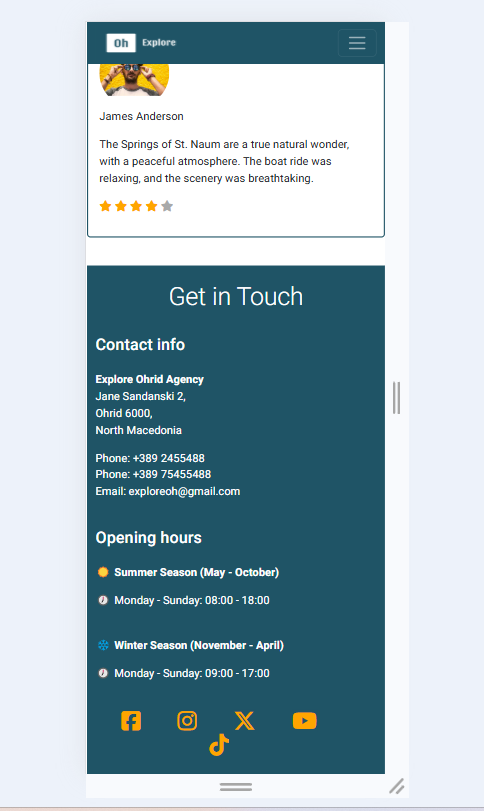 Oh Explore
James Anderson
The Springs of St. Naum are a true natural wonder,
with a peaceful atmosphere. The boat ride was
relaxing, and the scenery was breathtaking.
Get in Touch
Contact info
Explore Ohrid Agency
Jane Sandanski 2,
Ohrid 6000,
North Macedonia
Phone: +389 2455488
Phone: +389 75455488
Email: exploreoh@gmail.com
Opening hours
Summer Season (May - October)
Monday - Sunday: 08:00 - 18:00
Winter Season (November - April)
Monday - Sunday: 09:00 - 17:00